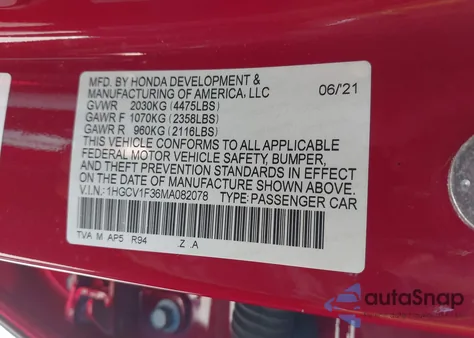 MFD. BY HONDA DEVELOPMENT &
MANUFACTURING OF AMERICA, LLC 06/'21
GVWR 2030KG (4475LBS)
GAWR F 1070KG (2358LBS)
GAWR R 960KG (2116LBS)
THIS VEHICLE CONFORMS TO ALL APPLICABLE
FEDERAL MOTOR VEHICLE SAFETY, BUMPER,
AND THEFT PREVENTION STANDARDS IN EFFECT
ON THE DATE OF MANUFACTURE SHOWN ABOVE.
V.I.N.: 1HGCV1F36MA082078 TYPE: PASSENGER CAR
TVA M AP5 R94 Z A
autoSnap